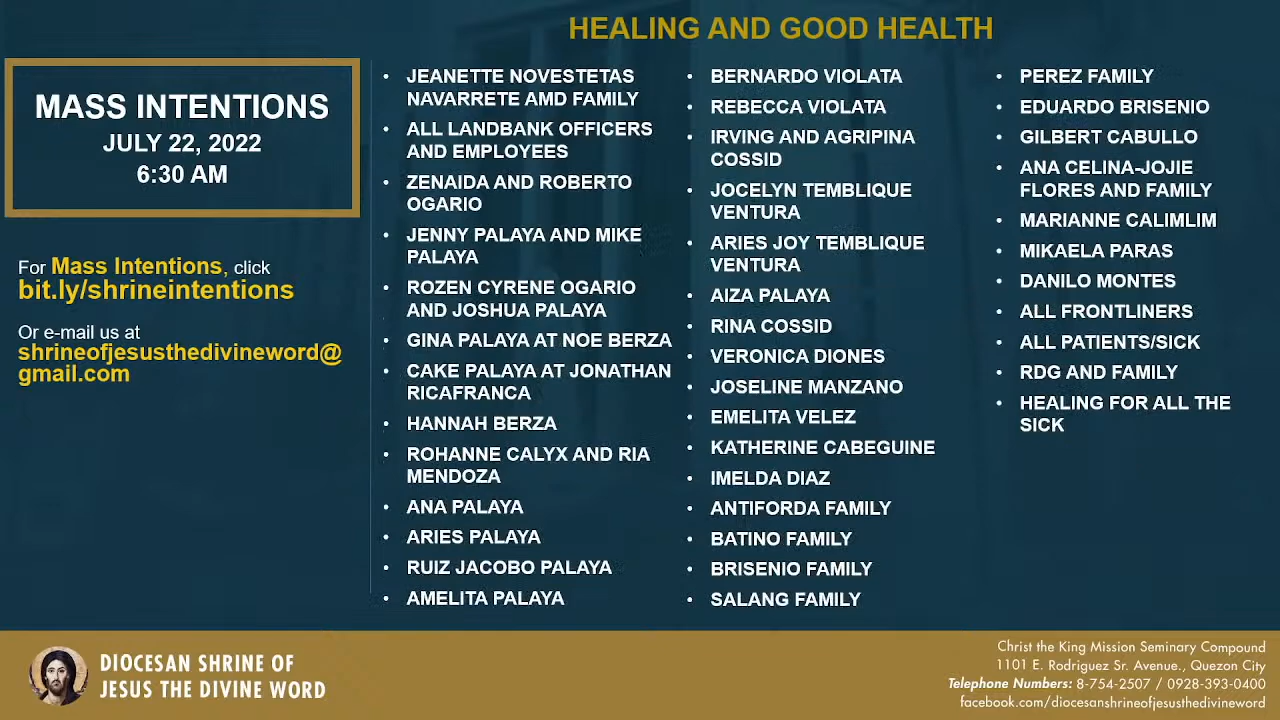 HEALING AND GOOD HEALTH
MASS INTENTIONS
JULY 22, 2022
6:30 AM
For Mass Intentions, click
bit.ly/shrineintentions
Or e-mail us at
shrineofjesusthedivineword@
gmail.com
• JEANETTE NOVESTETAS
NAVARRETE AMD FAMILY
• ALL LANDBANK OFFICERS
AND EMPLOYEES
• ZENAIDA AND ROBERTO
OGARIO
• JENNY PALAYA AND MIKE
PALAYA
• ROZEN CYRENE OGARIO
AND JOSHUA PALAYA
• GINA PALAYA AT NOE BERZA
• CAKE PALAYA AT JONATHAN
RICAFRANCA
• HANNAH BERZA
• ROHANNE CALYX AND RIA
MENDOZA
• ANA PALAYA
• ARIES PALAYA
• RUIZ JACOBO PALAYA
• AMELITA PALAYA
• BERNARDO VIOLATA
• REBECCA VIOLATA
• IRVING AND AGRIPINA
COSSID
• JOCELYN TEMBLIQUE
VENTURA
• ARIES JOY TEMBLIQUE
VENTURA
• AIZA PALAYA
• RINA COSSID
• VERONICA DIONES
• JOSELINE MANZANO
• EMELITA VELEZ
• KATHERINE CABEGUINE
• IMELDA DIAZ
• ANTIFORDA FAMILY
• BATINO FAMILY
• BRISENIO FAMILY
• SALANG FAMILY
• PEREZ FAMILY
• EDUARDO BRISENIO
• GILBERT CABULLO
• ANA CELINA-JOJIE
FLORES AND FAMILY
• MARIANNE CALIMLIM
• MIKAELA PARAS
• DANILO MONTES
• ALL FRONTLINERS
• ALL PATIENTS/SICK
• RDG AND FAMILY
• HEALING FOR ALL THE
SICK
DIOCESAN SHRINE OF
JESUS THE DIVINE WORD
Christ the King Mission Seminary Compound
1101 E. Rodriguez Sr. Avenue., Quezon City
Telephone Numbers: 8-754-2507 / 0928-393-0400
facebook.com/diocesanshrineofjesusthedivineword